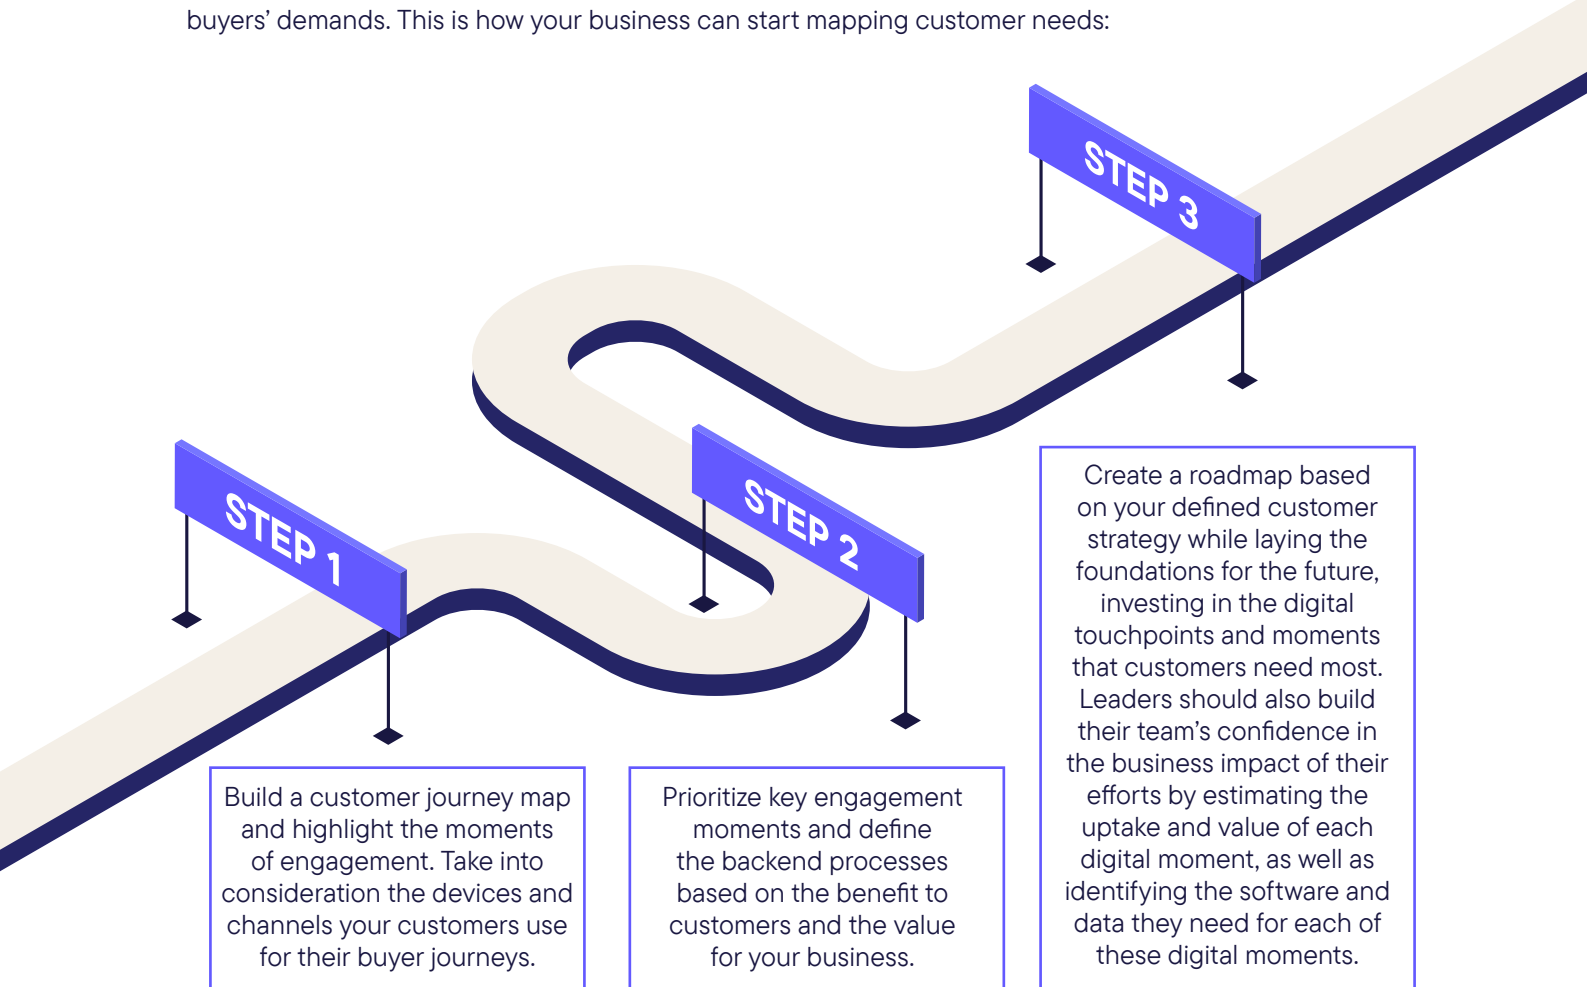 buyers’ demands. This is how your business can start mapping customer needs:
STEP 1
Build a customer journey map
and highlight the moments
of engagement. Take into
consideration the devices and
channels your customers use
for their buyer journeys.
STEP 2
Prioritize key engagement
moments and define
the backend processes
based on the benefit to
customers and the value
for your business.
STEP 3
Create a roadmap based
on your defined customer
strategy while laying the
foundations for the future,
investing in the digital
touchpoints and moments
that customers need most.
Leaders should also build
their team’s confidence in
the business impact of their
efforts by estimating the
uptake and value of each
digital moment, as well as
identifying the software and
data they need for each of
these digital moments.